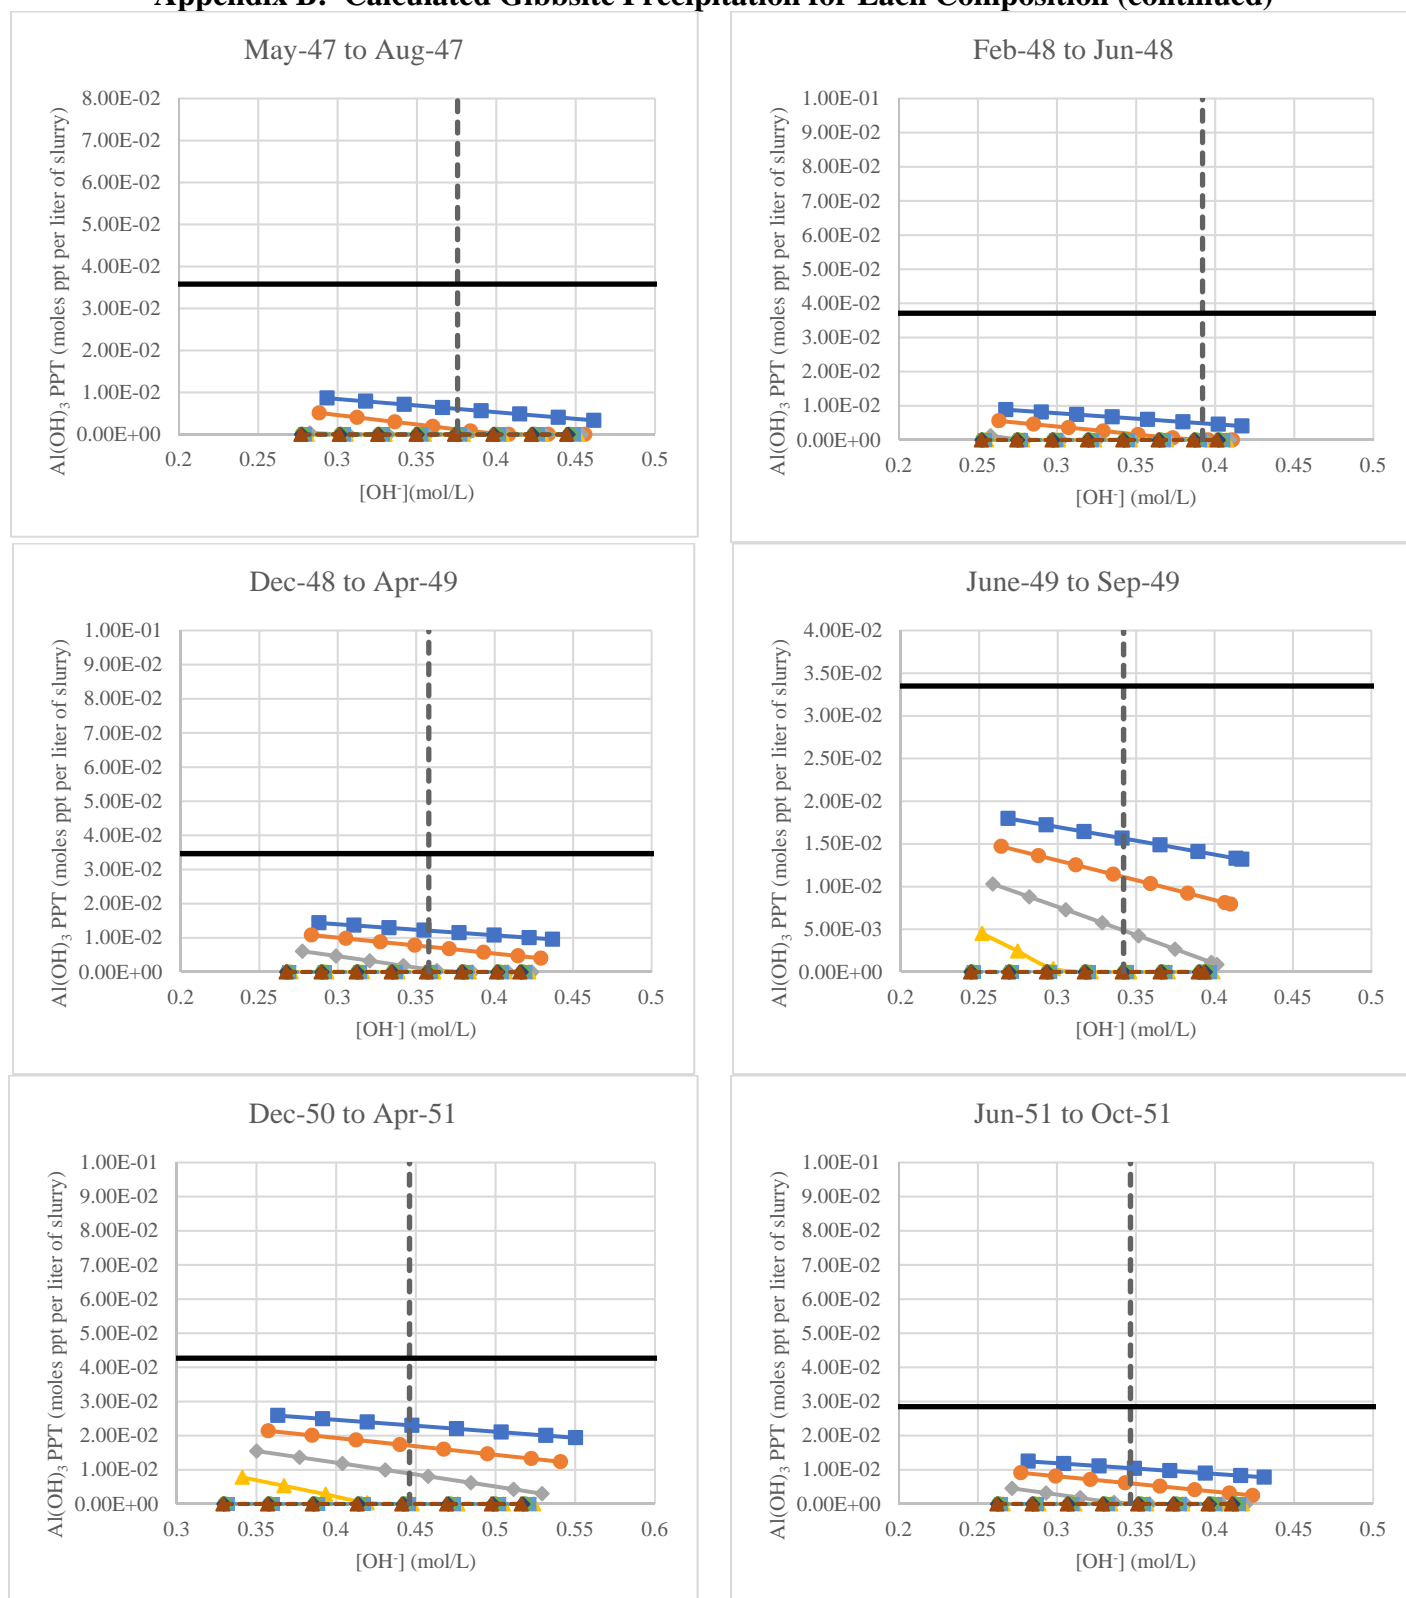 Appendix B:  Calculated Gibbsite Precipitation for Each Composition (continued)
May-47 to Aug-47
Al(OH)3 PPT (moles ppt per liter of slurry)
8.00E-02
7.00E-02
6.00E-02
5.00E-02
4.00E-02
3.00E-02
2.00E-02
1.00E-02
0.00E+00
0.2 0.25 0.3 0.35 0.4 0.45 0.5
[OH-](mol/L)
Feb-48 to Jun-48
Al(OH)3 PPT (moles ppt per liter of slurry)
1.00E-01
9.00E-02
8.00E-02
7.00E-02
6.00E-02
5.00E-02
4.00E-02
3.00E-02
2.00E-02
1.00E-02
0.00E+00
0.2 0.25 0.3 0.35 0.4 0.45 0.5
[OH-] (mol/L)
Dec-48 to Apr-49
Al(OH)3 PPT (moles ppt per liter of slurry)
1.00E-01
9.00E-02
8.00E-02
7.00E-02
6.00E-02
5.00E-02
4.00E-02
3.00E-02
2.00E-02
1.00E-02
0.00E+00
0.2 0.25 0.3 0.35 0.4 0.45 0.5
[OH-] (mol/L)
June-49 to Sep-49
Al(OH)3 PPT (moles ppt per liter of slurry)
4.00E-02
3.50E-02
3.00E-02
2.50E-02
2.00E-02
1.50E-02
1.00E-02
5.00E-03
0.00E+00
0.2 0.25 0.3 0.35 0.4 0.45 0.5
[OH-] (mol/L)
Dec-50 to Apr-51
Al(OH)3 PPT (moles ppt per liter of slurry)
1.00E-01
9.00E-02
8.00E-02
7.00E-02
6.00E-02
5.00E-02
4.00E-02
3.00E-02
2.00E-02
1.00E-02
0.00E+00
0.3 0.35 0.4 0.45 0.5 0.55 0.6
[OH-] (mol/L)
Jun-51 to Oct-51
Al(OH)3 PPT (moles ppt per liter of slurry)
1.00E-01
9.00E-02
8.00E-02
7.00E-02
6.00E-02
5.00E-02
4.00E-02
3.00E-02
2.00E-02
1.00E-02
0.00E+00
0.2 0.25 0.3 0.35 0.4 0.45 0.5
[OH-] (mol/L)